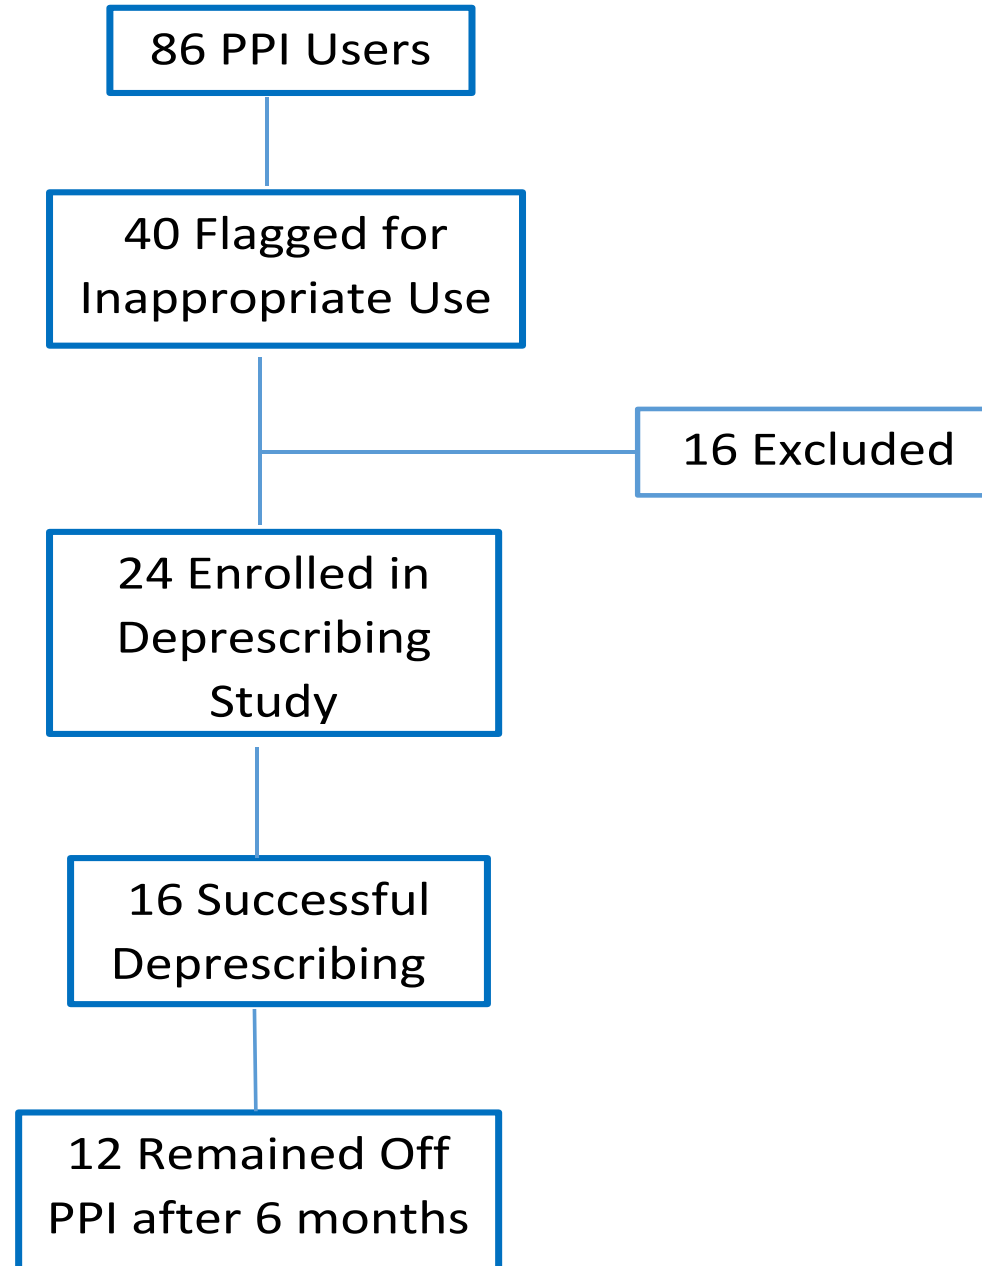 86 PPI Users
40 Flagged for
Inappropriate Use
16 Excluded
24 Enrolled in
Deprescribing
Study
16 Successful
Deprescribing
12 Remained Off
PPI after 6 months